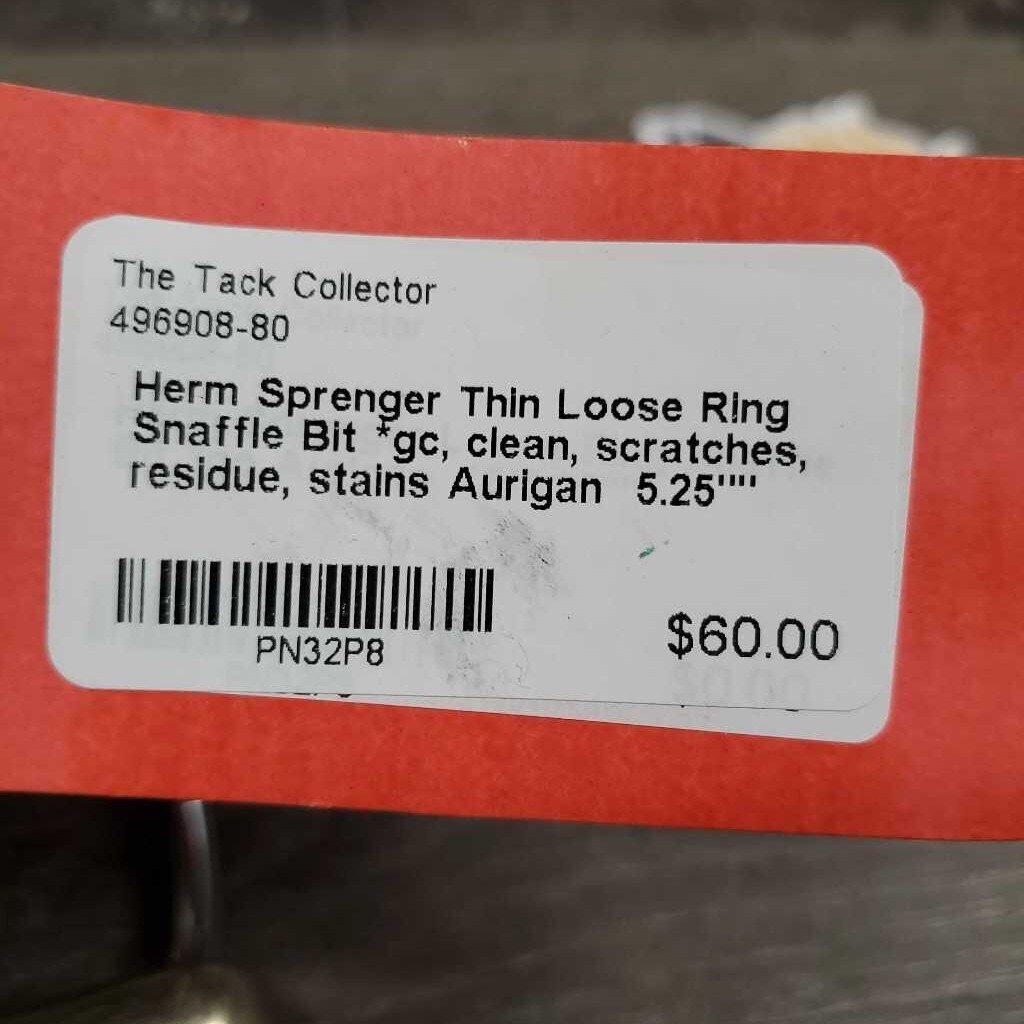 The Tack Collector
496908-80
Herm Sprenger Thin Loose Ring
Snaffle Bit *gc, clean, scratches,
residue, stains Aurigan 5.25""
PN32P8
$60.00